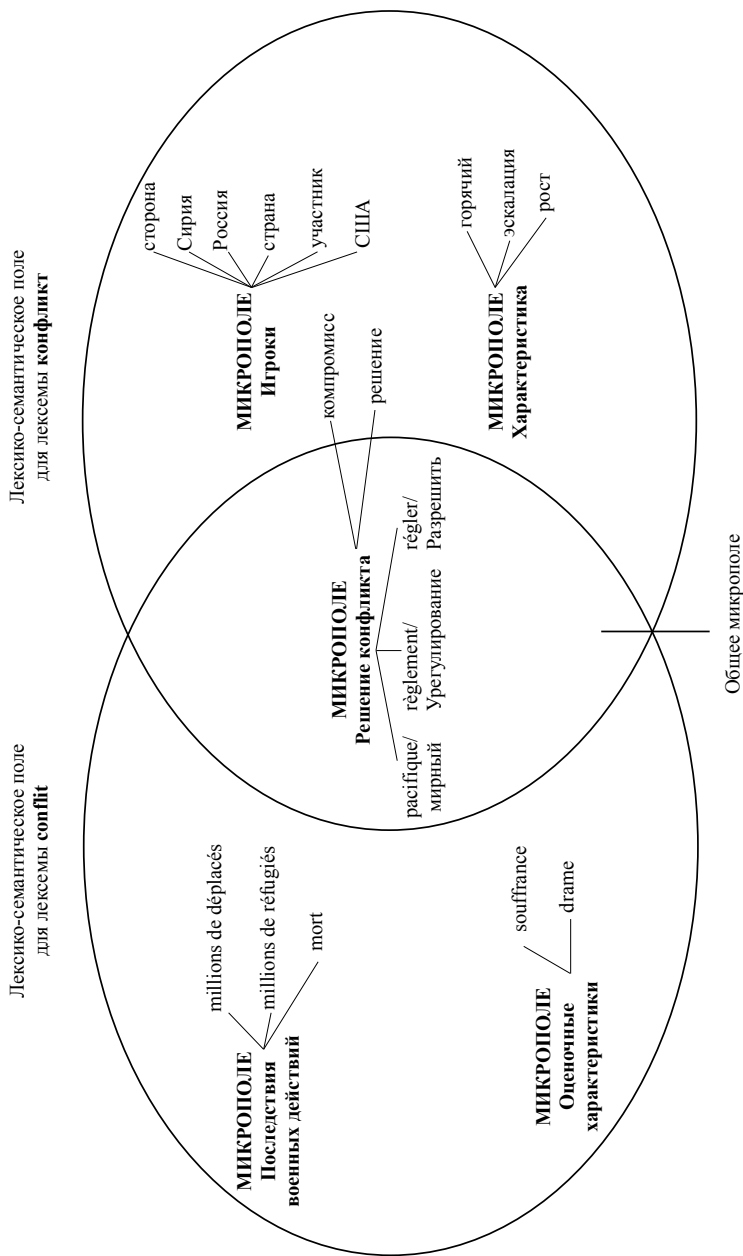 Лексико-семантическое поле
для лексемы conflit
Лексико-семантическое поле
для лексемы конфликт
МИКРОПОЛЕ
Последствия
военных действий
millions de déplacés
millions de réfugiés
mort
МИКРОПОЛЕ
Оценочные
характеристики
souffrance
drame
МИКРОПОЛЕ
Решение конфликта
pacifique/
мирный
règlement/
Урегулирование
régler/
Разрешить
компромисс
решение
МИКРОПОЛЕ
Игроки
сторона
Сирия
Россия
страна
участник
США
МИКРОПОЛЕ
Характеристика
горячий
эскалация
рост
Общее микрополе